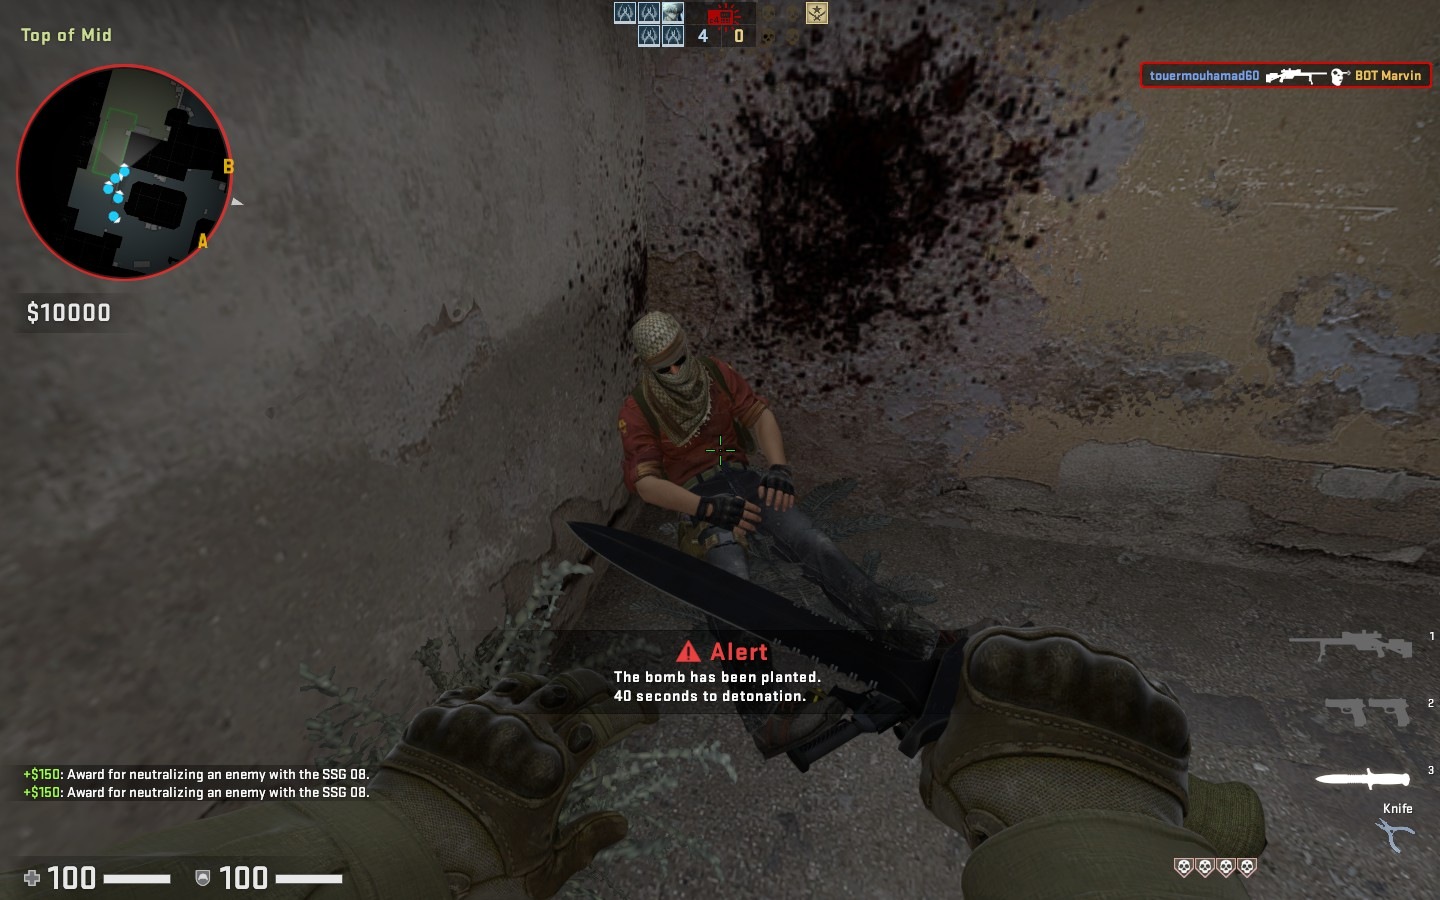 Top of Mid
4 0
touermouhamad60 BOT Marvin
B
A
$10000
Alert
The bomb has been planted.
40 seconds to detonation.
1
2
3
Knife
+$150: Award for neutralizing an enemy with the SSG 08.
+$150: Award for neutralizing an enemy with the SSG 08.
100 100